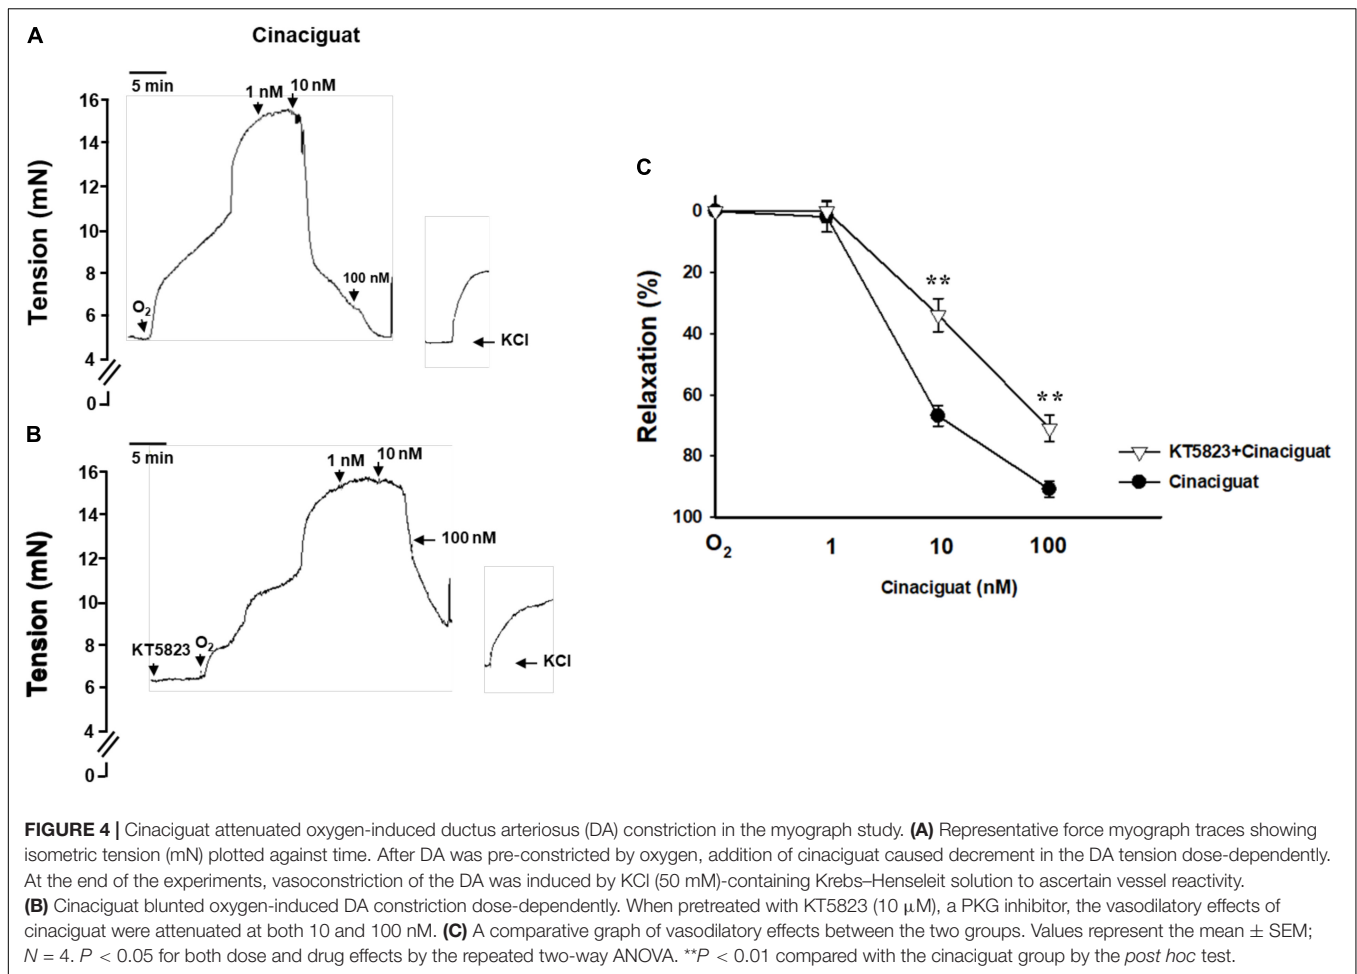 A
Cinaciguat
5 min
1 nM
10 nM
16
14
12
10
8
6
4
0
Tension (mN)
O2
100 nM
KCl
B
5 min
1 nM
10 nM
16
14
12
10
8
6
4
0
Tension (mN)
KT5823
O2
100 nM
KCl
C
0
20
40
60
80
100
Relaxation (%)
**
**
KT5823+Cinaciguat
Cinaciguat
O2
1
10
100
Cinaciguat (nM)
FIGURE 4 | Cinaciguat attenuated oxygen-induced ductus arteriosus (DA) constriction in the myograph study. (A) Representative force myograph traces showing
isometric tension (mN) plotted against time. After DA was pre-constricted by oxygen, addition of cinaciguat caused decrement in the DA tension dose-dependently.
At the end of the experiments, vasoconstriction of the DA was induced by KCl (50 mM)-containing Krebs–Henseleit solution to ascertain vessel reactivity.
(B) Cinaciguat blunted oxygen-induced DA constriction dose-dependently. When pretreated with KT5823 (10 μM), a PKG inhibitor, the vasodilatory effects of
cinaciguat were attenuated at both 10 and 100 nM. (C) A comparative graph of vasodilatory effects between the two groups. Values represent the mean ± SEM;
N = 4. P < 0.05 for both dose and drug effects by the repeated two-way ANOVA. **P < 0.01 compared with the cinaciguat group by the post hoc test.